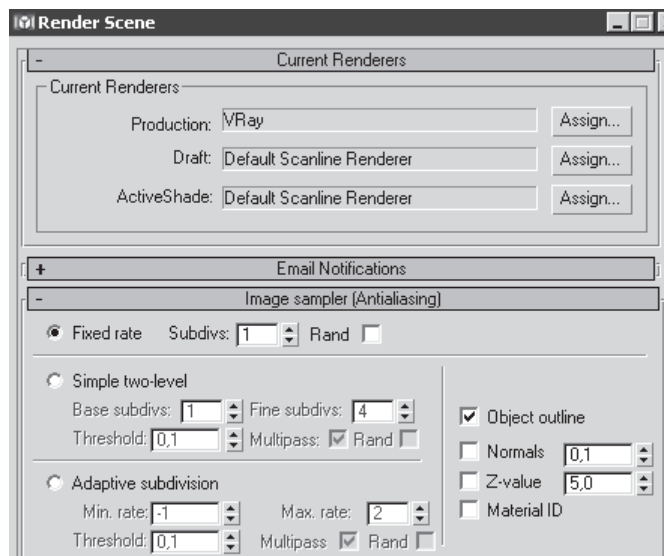 Render Scene
- Current Renderers
Current Renderers
Production: VRay Assign...
Draft: Default Scanline Renderer Assign...
ActiveShade: Default Scanline Renderer Assign...
+ Email Notifications
- Image sampler (Antialiasing)
Fixed rate Subdivs: 1 Rand
Simple two-level
Base subdivs: 1 Fine subdivs: 4
Threshold: 0,1 Multipass: Rand
Adaptive subdivision
Min. rate: -1 Max. rate: 2
Threshold: 0,1 Multipass Rand
Object outline
Normals 0,1
Z-value 5,0
Material ID